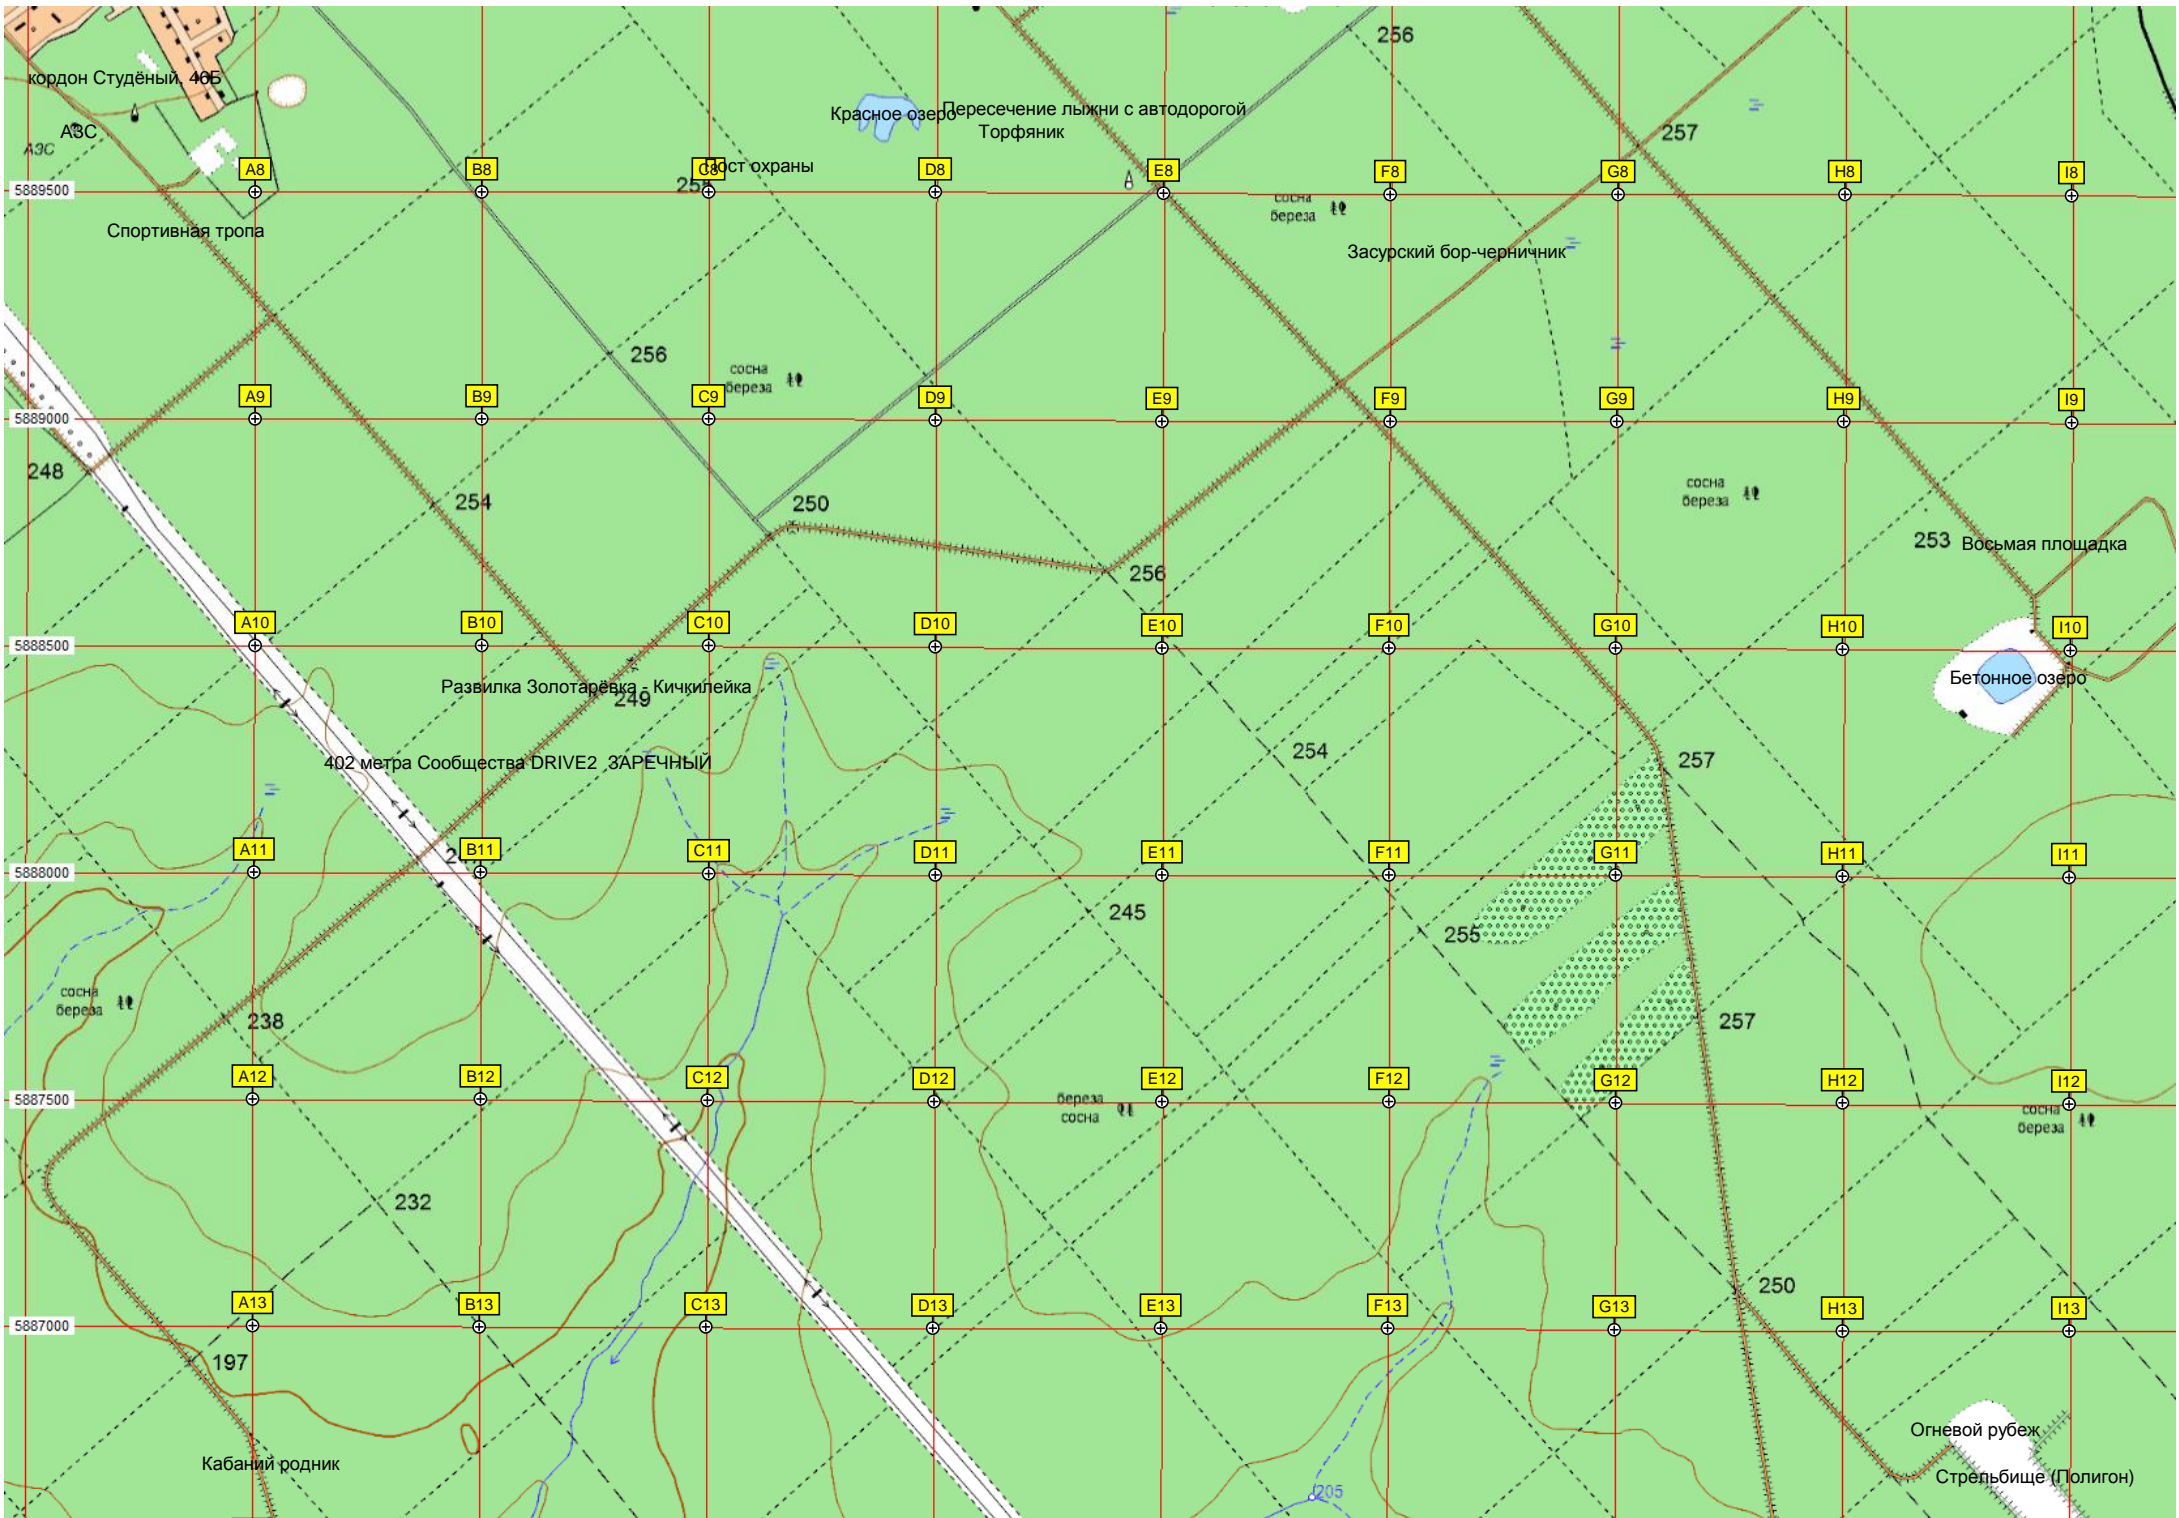 256
кордон Студёный, 46Б
Красное озеро
Пересечение лыжни с автодорогой
Торфяник
АЗС
АЗС
257
Пост охраны
A8
B8
C8
D8
E8
F8
G8
H8
I8
5889500
сосна
береза
Спортивная тропа
Засурский бор-черничник
256
сосна
береза
A9
B9
C9
D9
E9
F9
G9
H9
I9
5889000
248
254
250
сосна
береза
253
Восьмая площадка
256
A10
B10
C10
D10
E10
F10
G10
H10
I10
5888500
Развилка Золотарёвка - Кичкилейка
249
Бетонное озеро
402 метра Сообщества DRIVE2 ЗАРЕЧНЫЙ
254
257
A11
B11
C11
D11
E11
F11
G11
H11
I11
5888000
245
255
сосна
береза
238
257
A12
B12
C12
D12
E12
F12
G12
H12
I12
5887500
береза
сосна
сосна
береза
232
250
A13
B13
C13
D13
E13
F13
G13
H13
I13
5887000
197
Огневой рубеж
Кабаний родник
Стрельбище (Полигон)
205